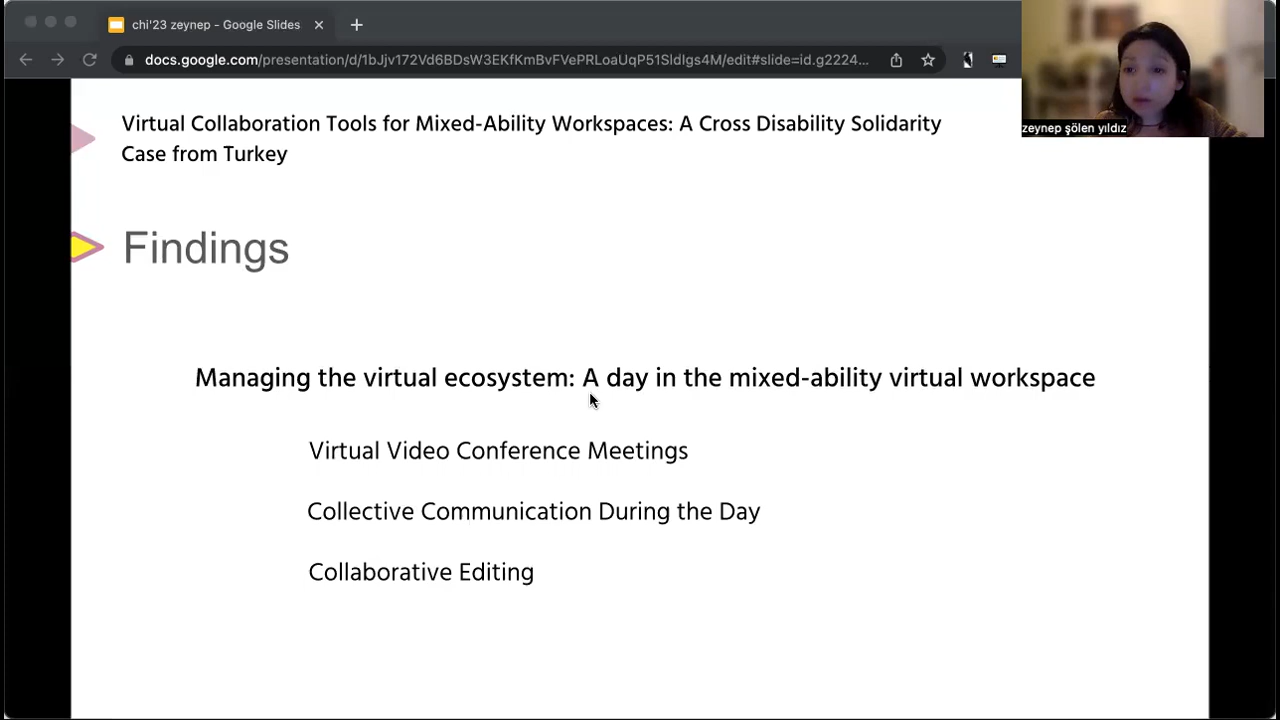 chi'23 zeynep - Google Slides
docs.google.com/presentation/d/1bJjv172Vd6BDsW3EKfKmBvFVePRLoaUqP51SldIgs4M/edit#slide=id.g2224...
zeynep şölen yıldız
Virtual Collaboration Tools for Mixed-Ability Workspaces: A Cross Disability Solidarity
Case from Turkey
Findings
Managing the virtual ecosystem: A day in the mixed-ability virtual workspace
Virtual Video Conference Meetings
Collective Communication During the Day
Collaborative Editing